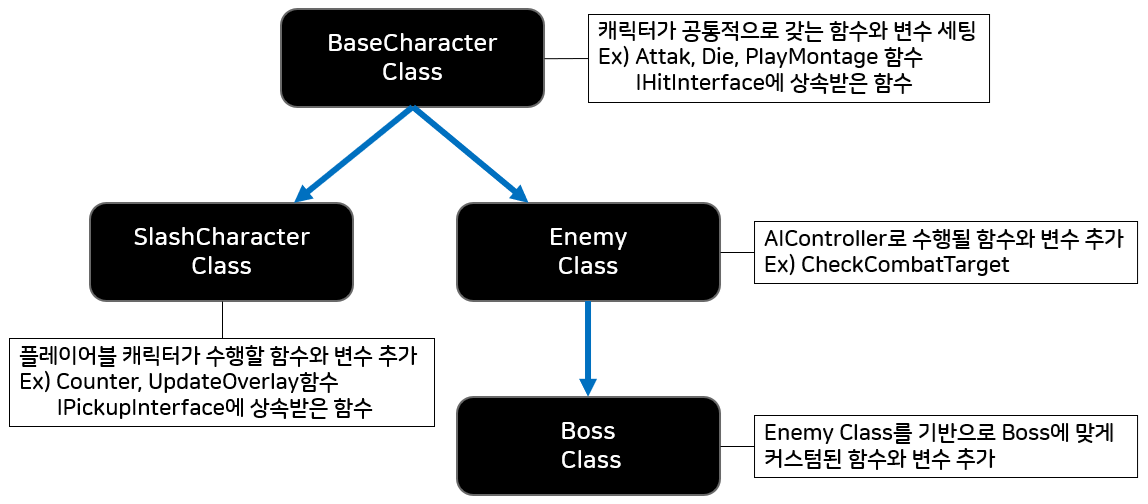 BaseCharacter
Class
캐릭터가 공통적으로 갖는 함수와 변수 세팅
Ex) Attak, Die, PlayMontage 함수
IHitInterface에 상속받은 함수
SlashCharacter
Class
Enemy
Class
AIController로 수행될 함수와 변수 추가
Ex) CheckCombatTarget
플레이어블 캐릭터가 수행할 함수와 변수 추가
Ex) Counter, UpdateOverlay함수
IPickupInterface에 상속받은 함수
Boss
Class
Enemy Class를 기반으로 Boss에 맞게
커스텀된 함수와 변수 추가